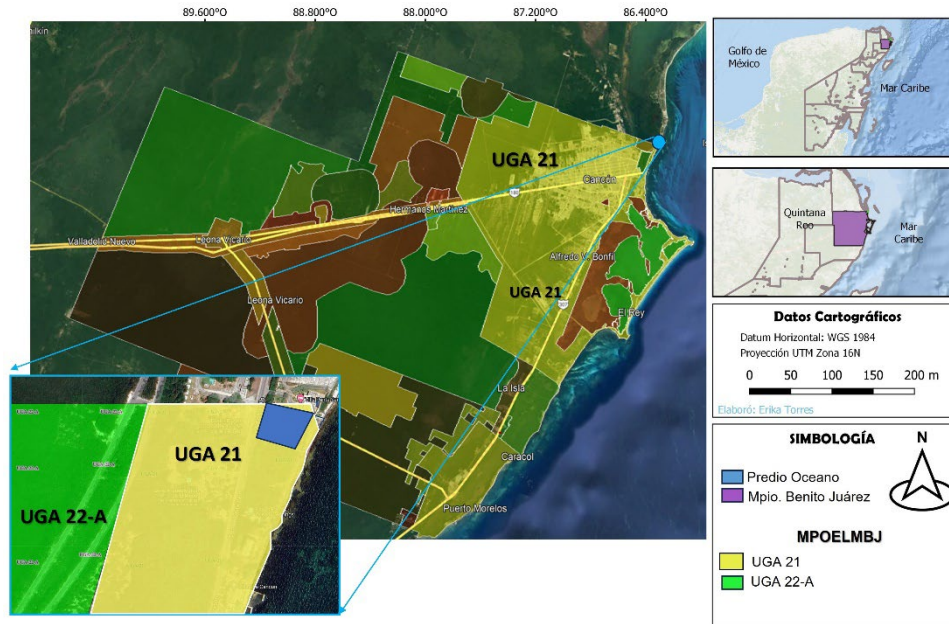 89.600°O 88.800°O 88.000°O 87.200°O 86.400°O
UGA 21
Cancún
Hermanos Martínez
Valladolid Nuevo
Leona Vicario
Alfredo V. Bonfil
UGA 21
Leona Vicario
El Rey
La Isla
Caracol
Puerto Morelos
UGA 21
UGA 22-A
Golfo de
México
Mar Caribe
Quintana
Roo
Mar
Caribe
Datos Cartográficos
Datum Horizontal: WGS 1984
Proyección UTM Zona 16N
0 50 100 150 200 m
Elaboró: Erika Torres
SIMBOLOGÍA
Predio Oceano
Mpio. Benito Juárez
N
MPOELMBJ
UGA 21
UGA 22-A